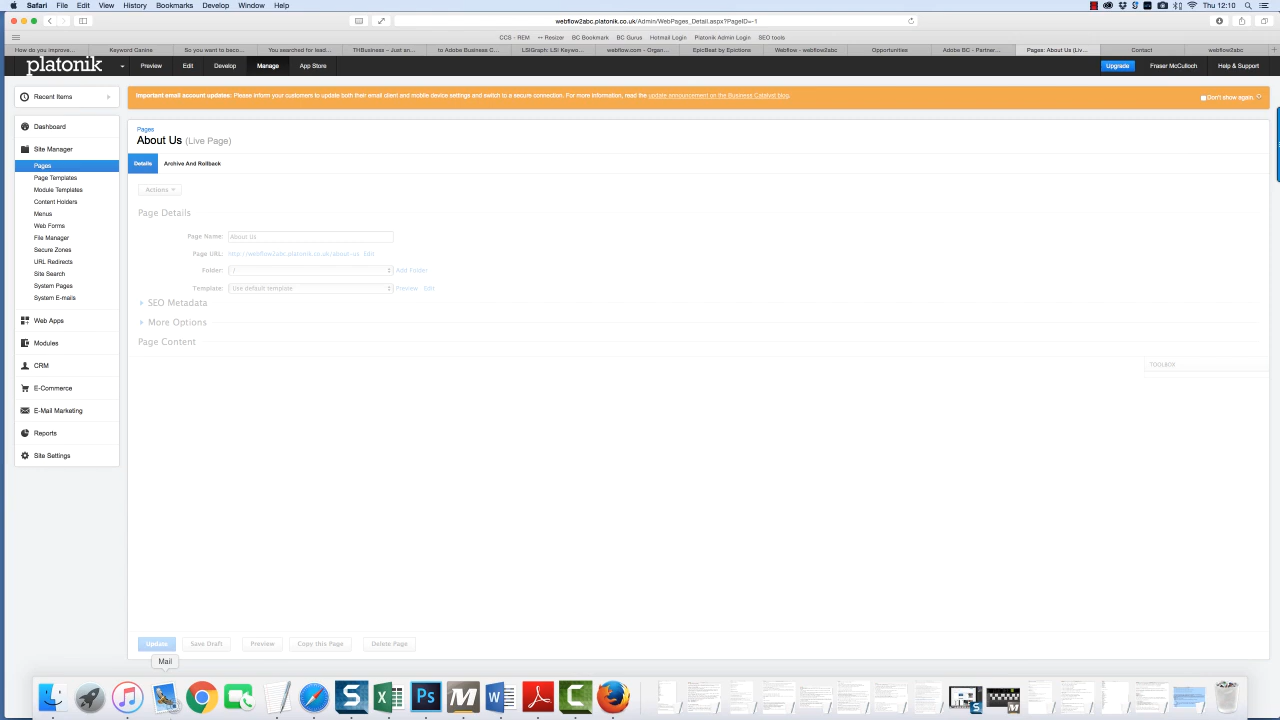 Safari File Edit View History Bookmarks Develop Window Help Thu 12:10
webflow2abc.platonik.co.uk/Admin/WebPages_Detail.aspx?PageID=-1
CCS - REM ↔ Resizer BC Bookmark BC Gurus Hotmail Login Platonik Admin Login SEO tools
How do you improve... Keyword Canine So you want to beco... You searched for lead... THBusiness – Just an... to Adobe Business C... LSIGraph: LSI Keywo... webflow.com - Organ... EpicBeat by Epictions Webflow - webflow2abc Opportunities Adobe BC - Partner... Pages: About Us (Liv... Contact webflow2abc
platonik Preview Edit Develop Manage App Store Upgrade Fraser McCulloch Help & Support
Recent Items
Important email account updates: Please inform your customers to update both their email client and mobile device settings and switch to a secure connection. For more information, read the update announcement on the Business Catalyst blog. Don't show again.
Dashboard
Site Manager
Pages
Page Templates
Module Templates
Content Holders
Menus
Web Forms
File Manager
Secure Zones
URL Redirects
Site Search
System Pages
System E-mails
Web Apps
Modules
CRM
E-Commerce
E-Mail Marketing
Reports
Site Settings
Pages
About Us (Live Page)
Details Archive And Rollback
Actions
Page Details
Page Name: About Us
Page URL: http://webflow2abc.platonik.co.uk/about-us Edit
Folder: / Add Folder
Template: Use default template Preview Edit
SEO Metadata
More Options
Page Content
TOOLBOX
Update Save Draft Preview Copy this Page Delete Page
Mail